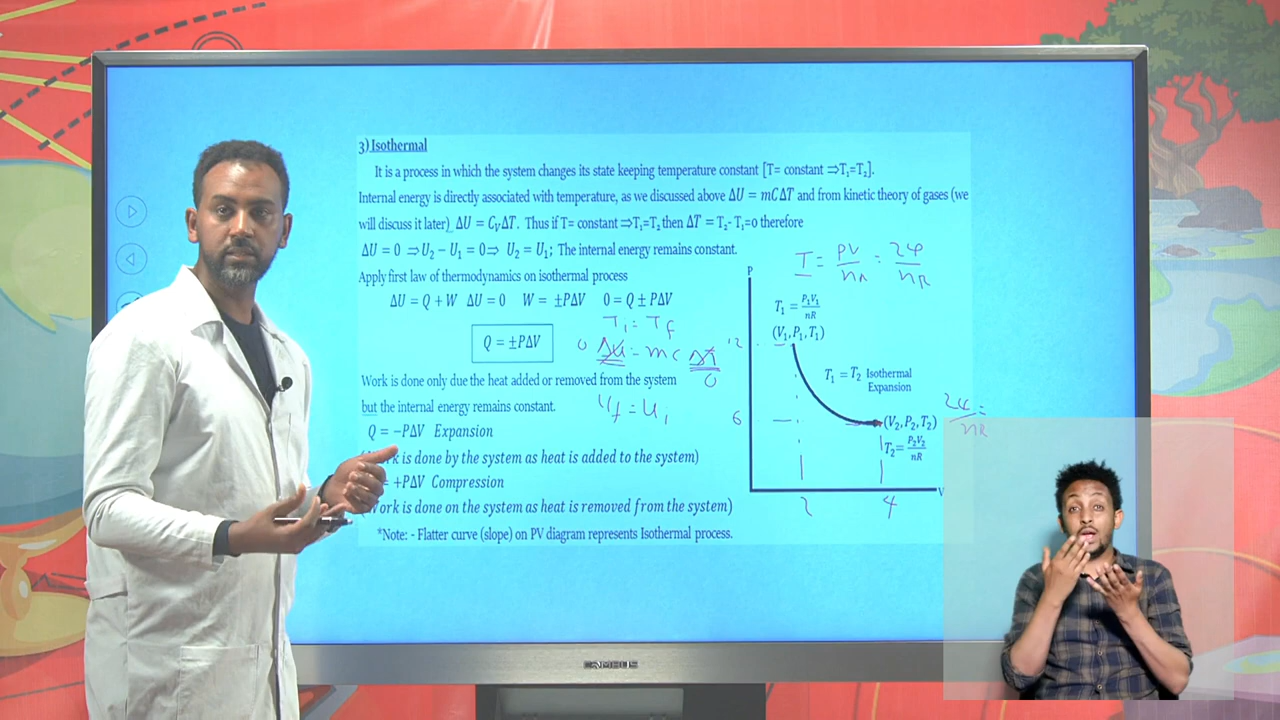 3) Isothermal
It is a process in which the system changes its state keeping temperature constant [T= constant ⇒T₁=T₂].
Internal energy is directly associated with temperature, as we discussed above ΔU = mCΔT and from kinetic theory of gases (we
will discuss it later) ΔU = CᵥΔT. Thus if T= constant ⇒T₁=T₂ then ΔT = T₂- T₁=0 therefore
ΔU = 0 ⇒U₂ − U₁ = 0⇒ U₂ = U₁; The internal energy remains constant.
Apply first law of thermodynamics on isothermal process
ΔU = Q + W ΔU = 0 W = ±PΔV 0 = Q ± PΔV
Tᵢ = T_f
Q = ±PΔV
0 ΔU = mc ΔT
0
Work is done only due the heat added or removed from the system
but the internal energy remains constant.
U_f = Uᵢ
Q = −PΔV Expansion
rk is done by the system as heat is added to the system)
= +PΔV Compression
(Work is done on the system as heat is removed from the system)
*Note: - Flatter curve (slope) on PV diagram represents Isothermal process.
T = PV/nR = 24/nR
P
T₁ = P₁V₁/nR
(V₁, P₁, T₁)
12
T₁ = T₂ Isothermal
Expansion
24/nR =
6
(V₂, P₂, T₂)
T₂ = P₂V₂/nR
V
2 4